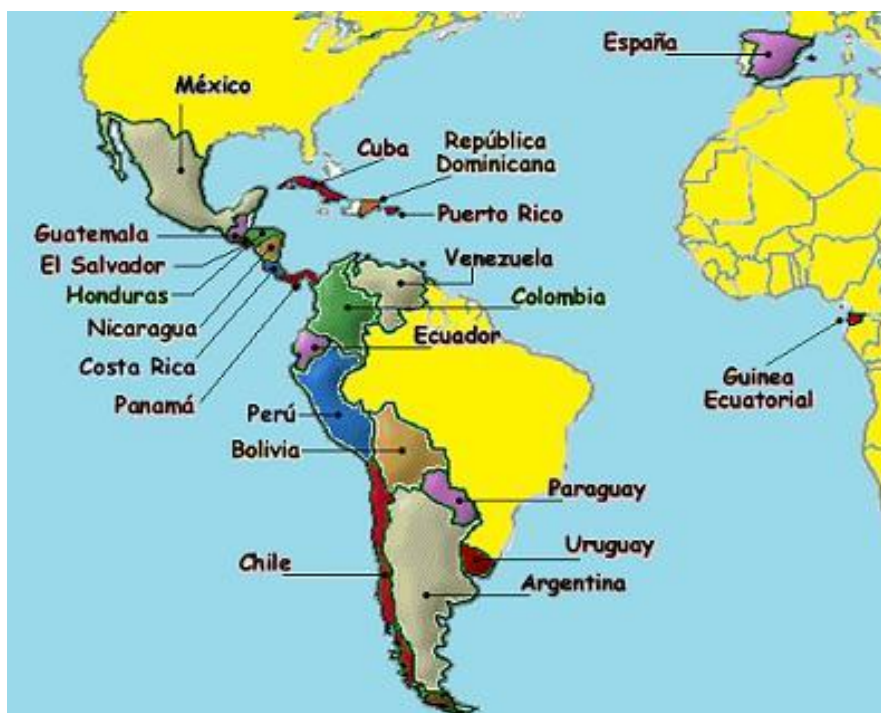 España
México
Cuba
República
Dominicana
Puerto Rico
Guatemala
El Salvador
Honduras
Nicaragua
Costa Rica
Panamá
Venezuela
Colombia
Ecuador
Guinea
Ecuatorial
Perú
Bolivia
Paraguay
Uruguay
Chile
Argentina